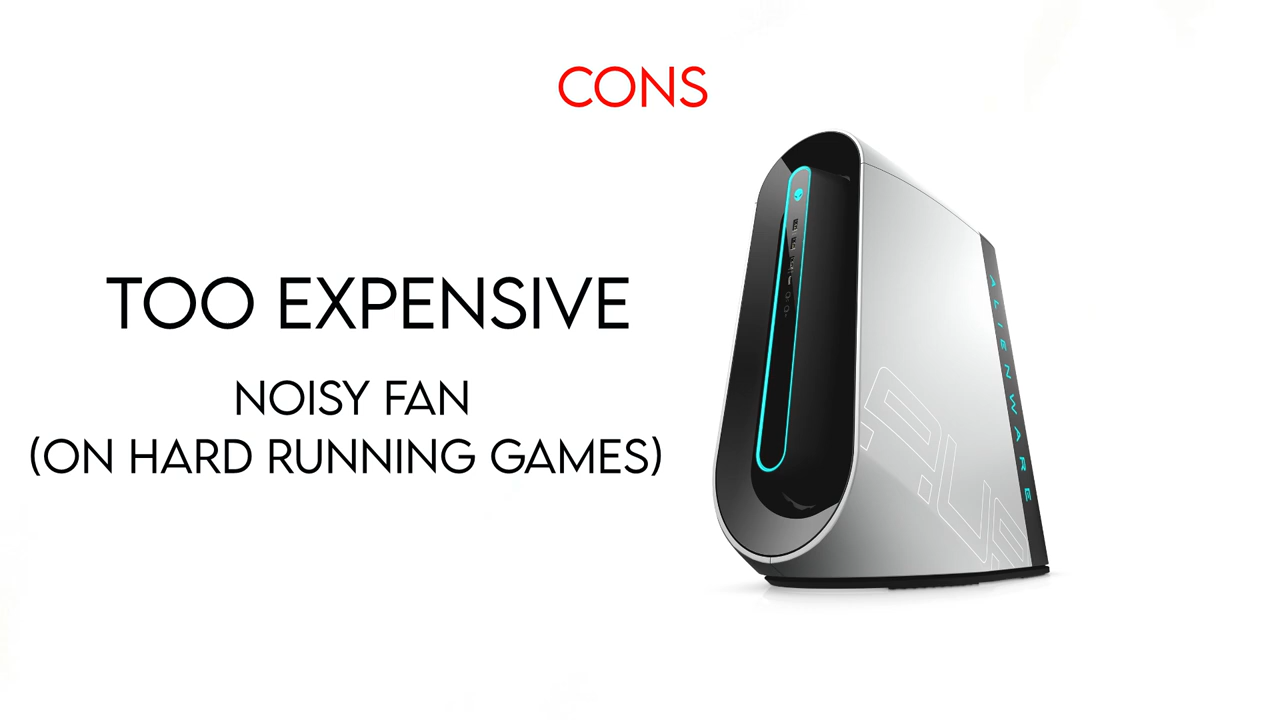 CONS
TOO EXPENSIVE
NOISY FAN
(ON HARD RUNNING GAMES)
ALIENWARE